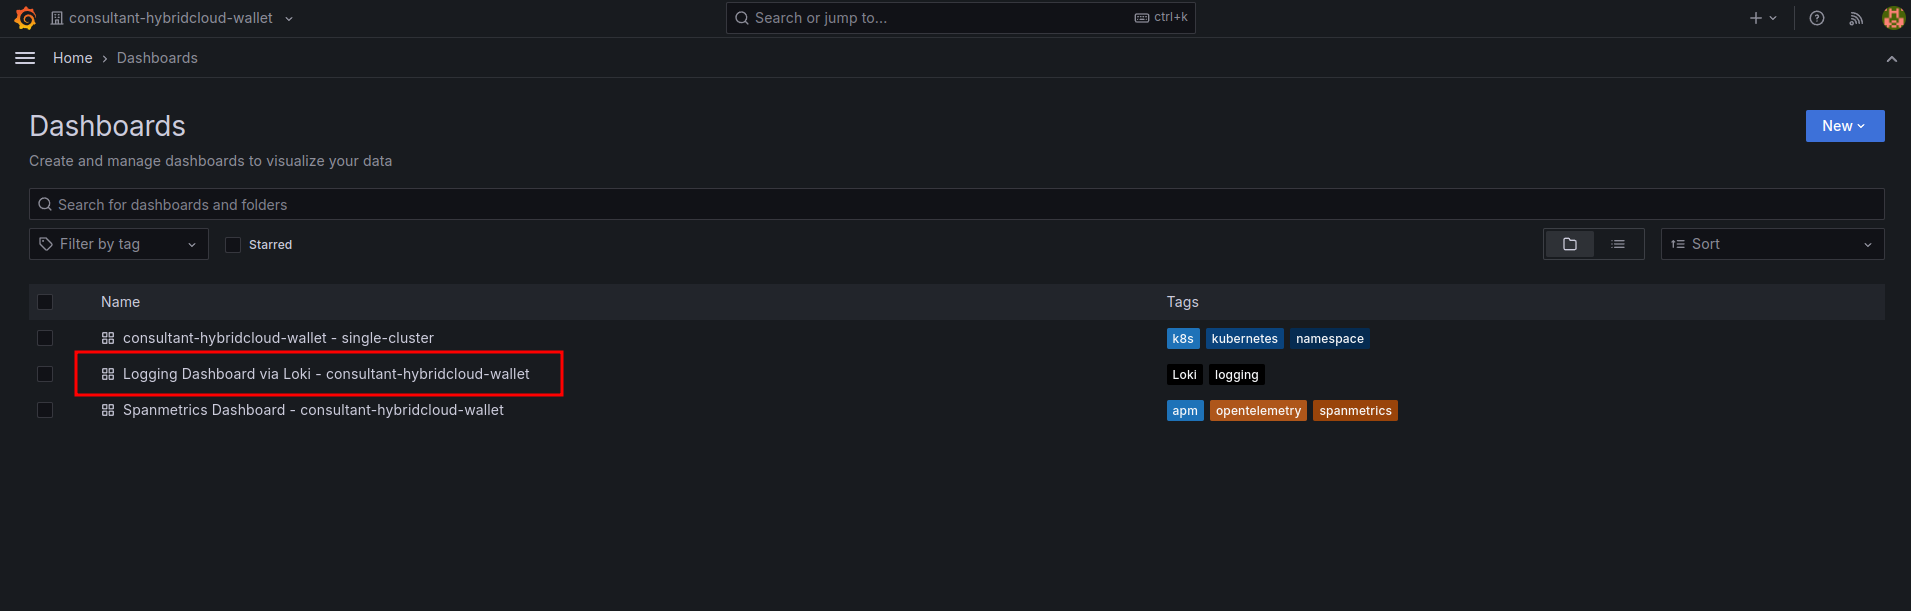 consultant-hybridcloud-wallet
Search or jump to...
ctrl+k
Home › Dashboards
Dashboards
New
Create and manage dashboards to visualize your data
Search for dashboards and folders
Filter by tag
Starred
Sort
Name
Tags
consultant-hybridcloud-wallet - single-cluster
k8s kubernetes namespace
Logging Dashboard via Loki - consultant-hybridcloud-wallet
Loki logging
Spanmetrics Dashboard - consultant-hybridcloud-wallet
apm opentelemetry spanmetrics